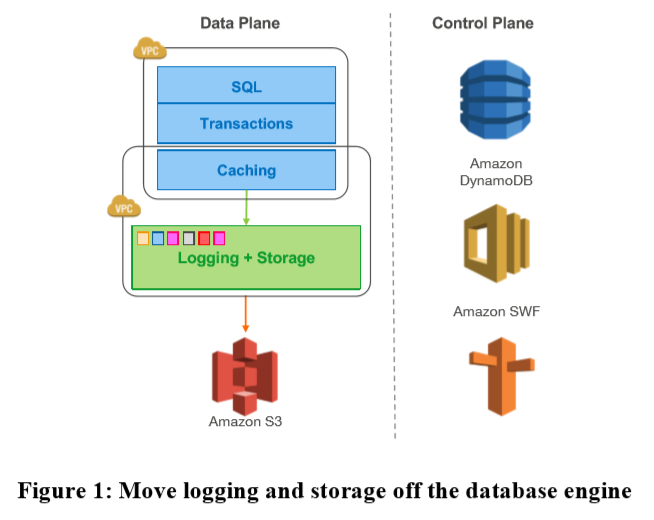 Data Plane
Control Plane
VPC
SQL
Transactions
Caching
VPC
Logging + Storage
Amazon S3
Amazon
DynamoDB
Amazon SWF
Figure 1: Move logging and storage off the database engine